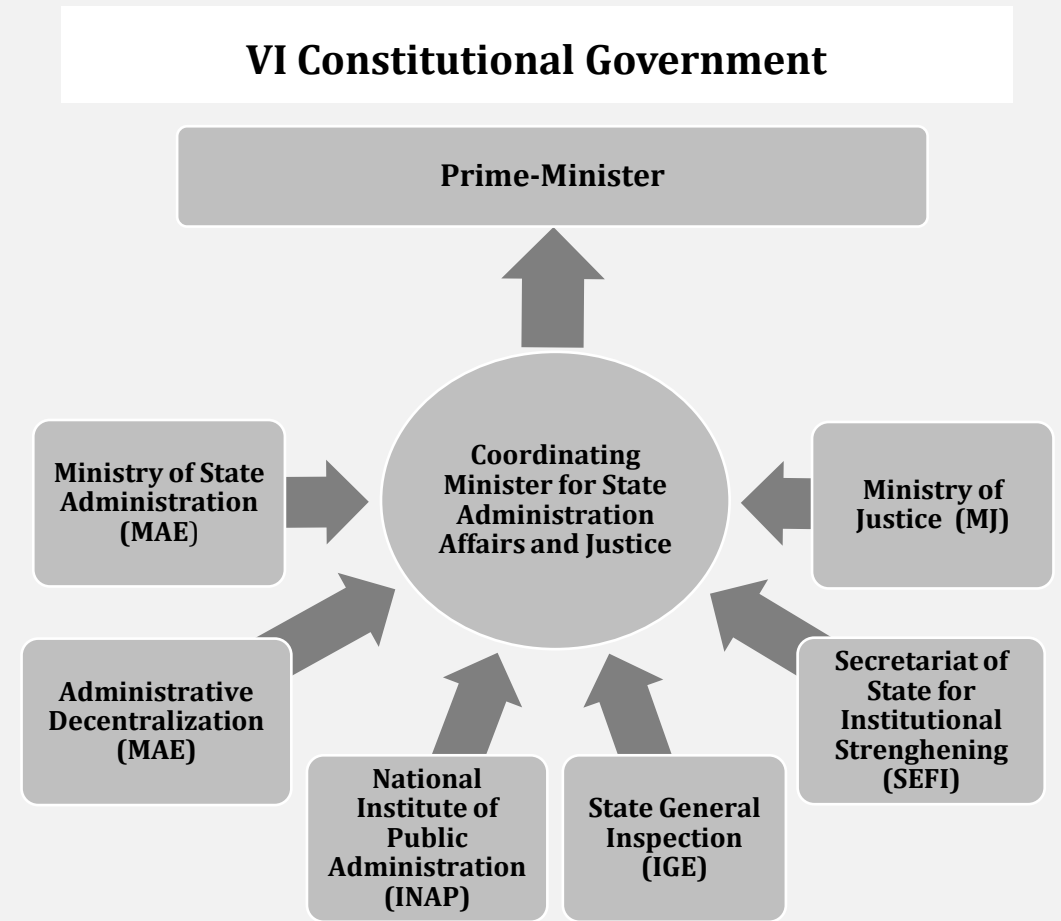 VI Constitutional Government
Prime-Minister
Coordinating
Minister for State
Administration
Affairs and Justice
Ministry of State
Administration
(MAE)
Ministry of
Justice (MJ)
Administrative
Decentralization
(MAE)
National
Institute of
Public
Administration
(INAP)
State General
Inspection
(IGE)
Secretariat of
State for
Institutional
Strenghening
(SEFI)